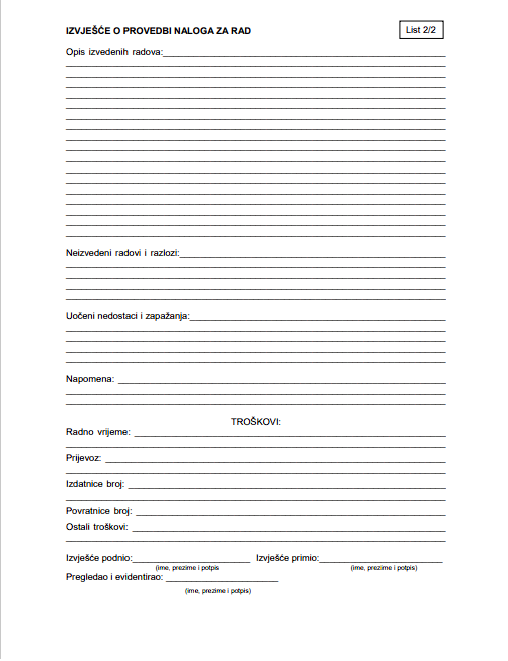 IZVJEŠĆE O PROVEDBI NALOGA ZA RAD
List 2/2
Opis izvedenih radova:
Neizvedeni radovi i razlozi:
Uočeni nedostaci i zapažanja:
Napomena:
TROŠKOVI:
Radno vrijeme:
Prijevoz:
Izdatnice broj:
Povratnice broj:
Ostali troškovi:
Izvješće podnio: Izvješće primio:
(ime, prezime i potpis (ime, prezime i potpis)
Pregledao i evidentirao:
(ime, prezime i potpis)